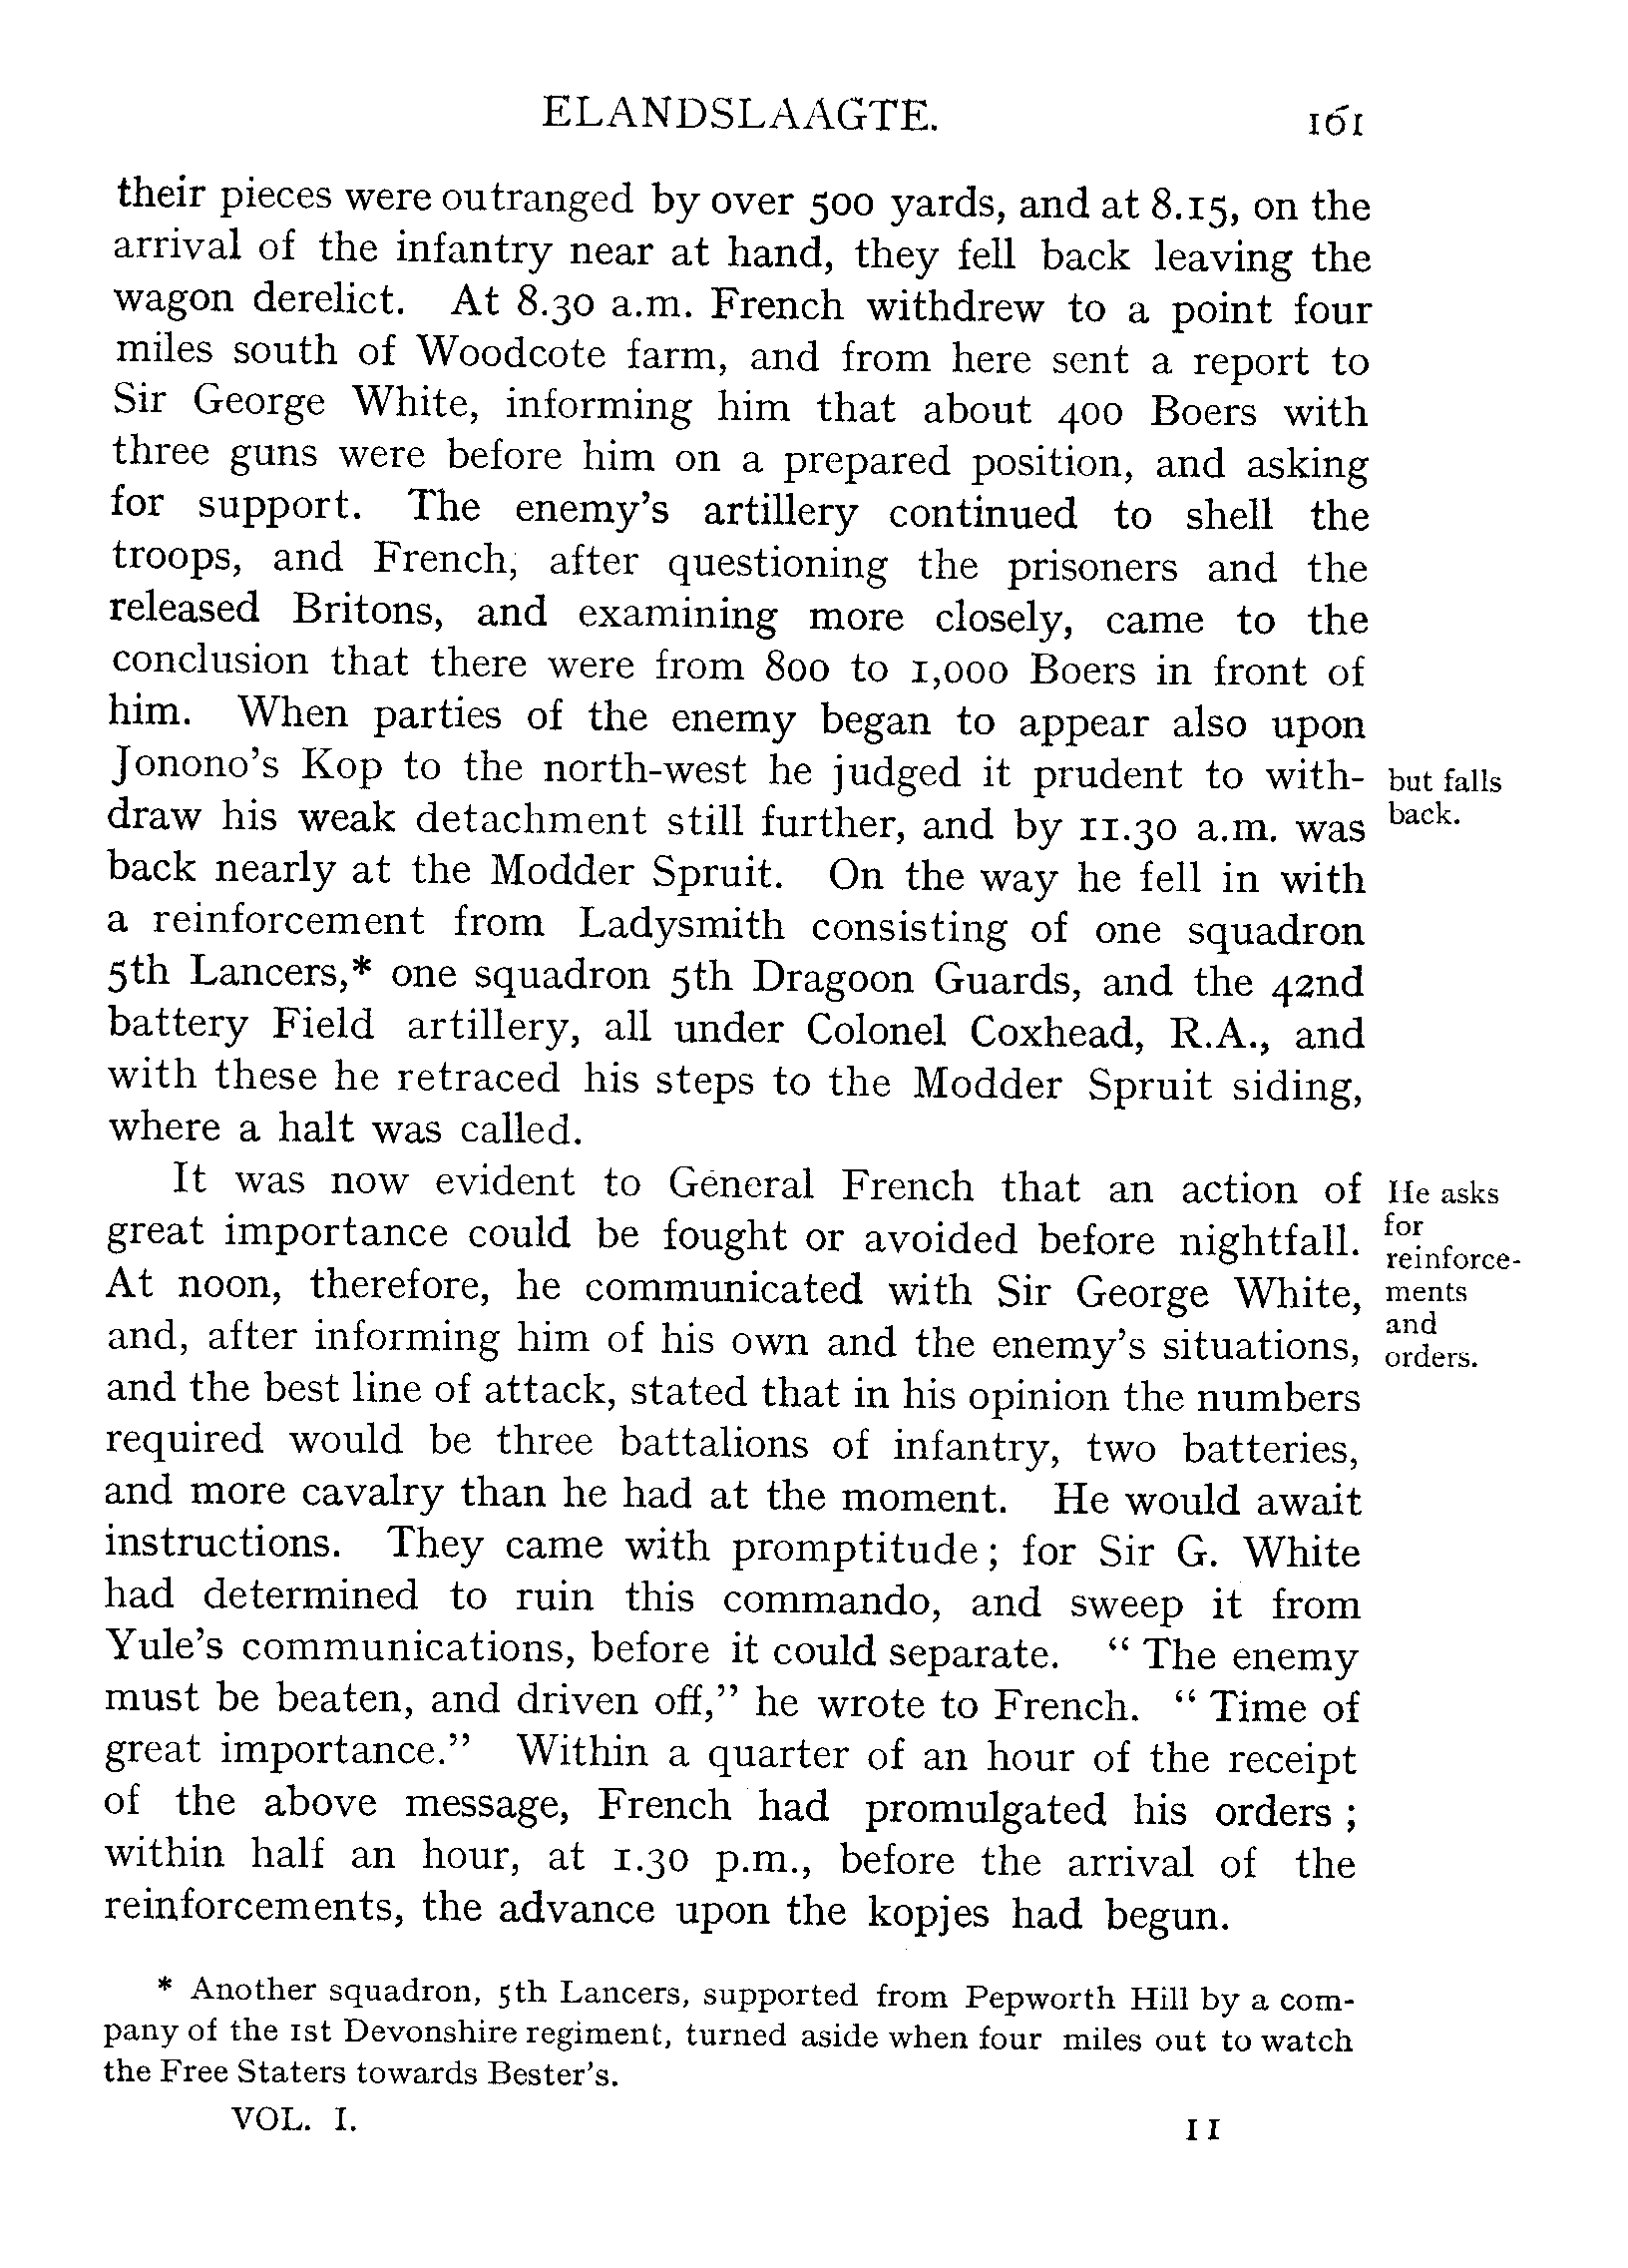 ELANDSLAAGTE. 161
their pieces were outranged by over 500 yards, and at 8.15, on the
arrival of the infantry near at hand, they fell back leaving the
wagon derelict. At 8.30 a.m. French withdrew to a point four
miles south of Woodcote farm, and from here sent a report to
Sir George White, informing him that about 400 Boers with
three guns were before him on a prepared position, and asking
for support. The enemy's artillery continued to shell the
troops, and French, after questioning the prisoners and the
released Britons, and examining more closely, came to the
conclusion that there were from 800 to 1,000 Boers in front of
him. When parties of the enemy began to appear also upon
Jonono's Kop to the north-west he judged it prudent to with-
draw his weak detachment still further, and by 11.30 a.m. was
back nearly at the Modder Spruit. On the way he fell in with
a reinforcement from Ladysmith consisting of one squadron
5th Lancers,* one squadron 5th Dragoon Guards, and the 42nd
battery Field artillery, all under Colonel Coxhead, R.A., and
with these he retraced his steps to the Modder Spruit siding,
where a halt was called.
but falls
back.
It was now evident to General French that an action of
great importance could be fought or avoided before nightfall.
At noon, therefore, he communicated with Sir George White,
and, after informing him of his own and the enemy's situations,
and the best line of attack, stated that in his opinion the numbers
required would be three battalions of infantry, two batteries,
and more cavalry than he had at the moment. He would await
instructions. They came with promptitude; for Sir G. White
had determined to ruin this commando, and sweep it from
Yule's communications, before it could separate. "The enemy
must be beaten, and driven off," he wrote to French. "Time of
great importance." Within a quarter of an hour of the receipt
of the above message, French had promulgated his orders;
within half an hour, at 1.30 p.m., before the arrival of the
reinforcements, the advance upon the kopjes had begun.
He asks
for
reinforce-
ments
and
orders.
* Another squadron, 5th Lancers, supported from Pepworth Hill by a com-
pany of the 1st Devonshire regiment, turned aside when four miles out to watch
the Free Staters towards Bester's.
VOL. I. 11